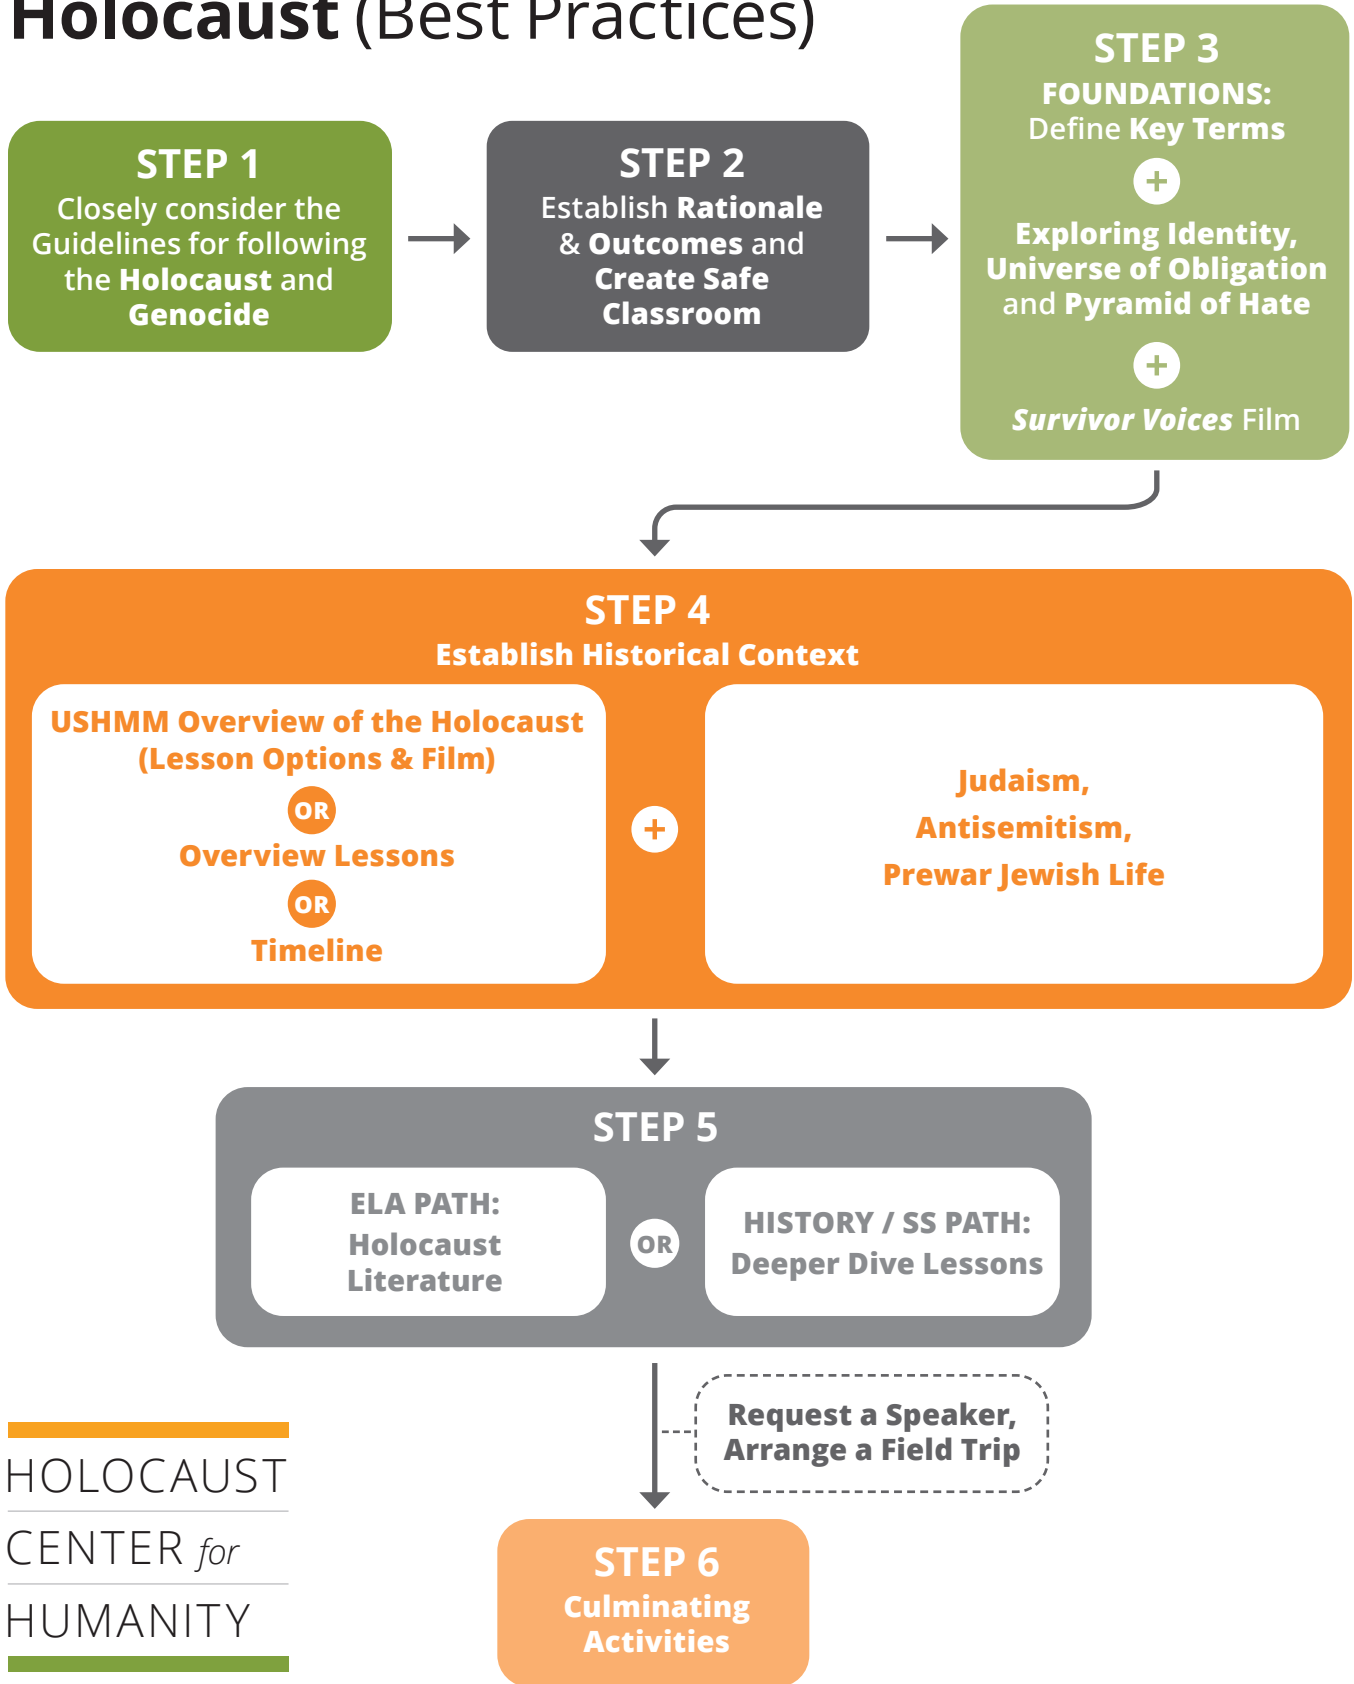 Holocaust (Best Practices)
STEP 1
Closely consider the
Guidelines for following
the Holocaust and
Genocide
STEP 2
Establish Rationale
& Outcomes and
Create Safe
Classroom
STEP 3
FOUNDATIONS:
Define Key Terms
+
Exploring Identity,
Universe of Obligation
and Pyramid of Hate
+
Survivor Voices Film
STEP 4
Establish Historical Context
USHMM Overview of the Holocaust
(Lesson Options & Film)
OR
Overview Lessons
OR
Timeline
+
Judaism,
Antisemitism,
Prewar Jewish Life
STEP 5
ELA PATH:
Holocaust
Literature
OR
HISTORY / SS PATH:
Deeper Dive Lessons
Request a Speaker,
Arrange a Field Trip
STEP 6
Culminating
Activities
HOLOCAUST
CENTER for
HUMANITY